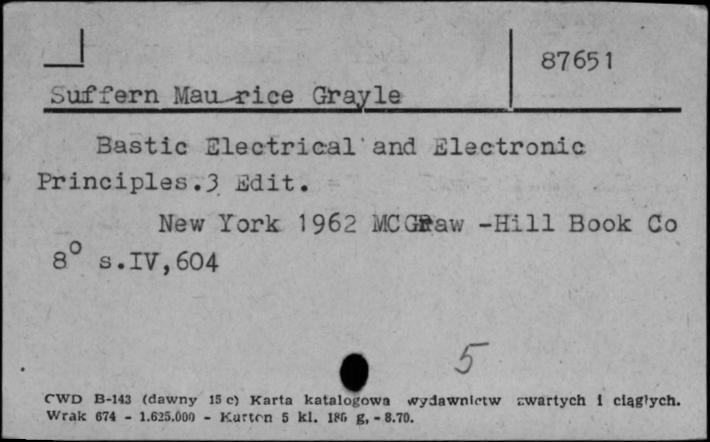 87651
Suffern Maurice Grayle
Bastic Electrical and Electronic
Principles.3 Edit.
New York 1962 MCGraw -Hill Book Co
8° s.IV,604
5
CWD B-143 (dawny 15 c) Karta katalogowa wydawnictw zwartych i ciągłych.
Wrak 674 - 1.625.000 - Karton 5 kl. 180 g, - 8.70.